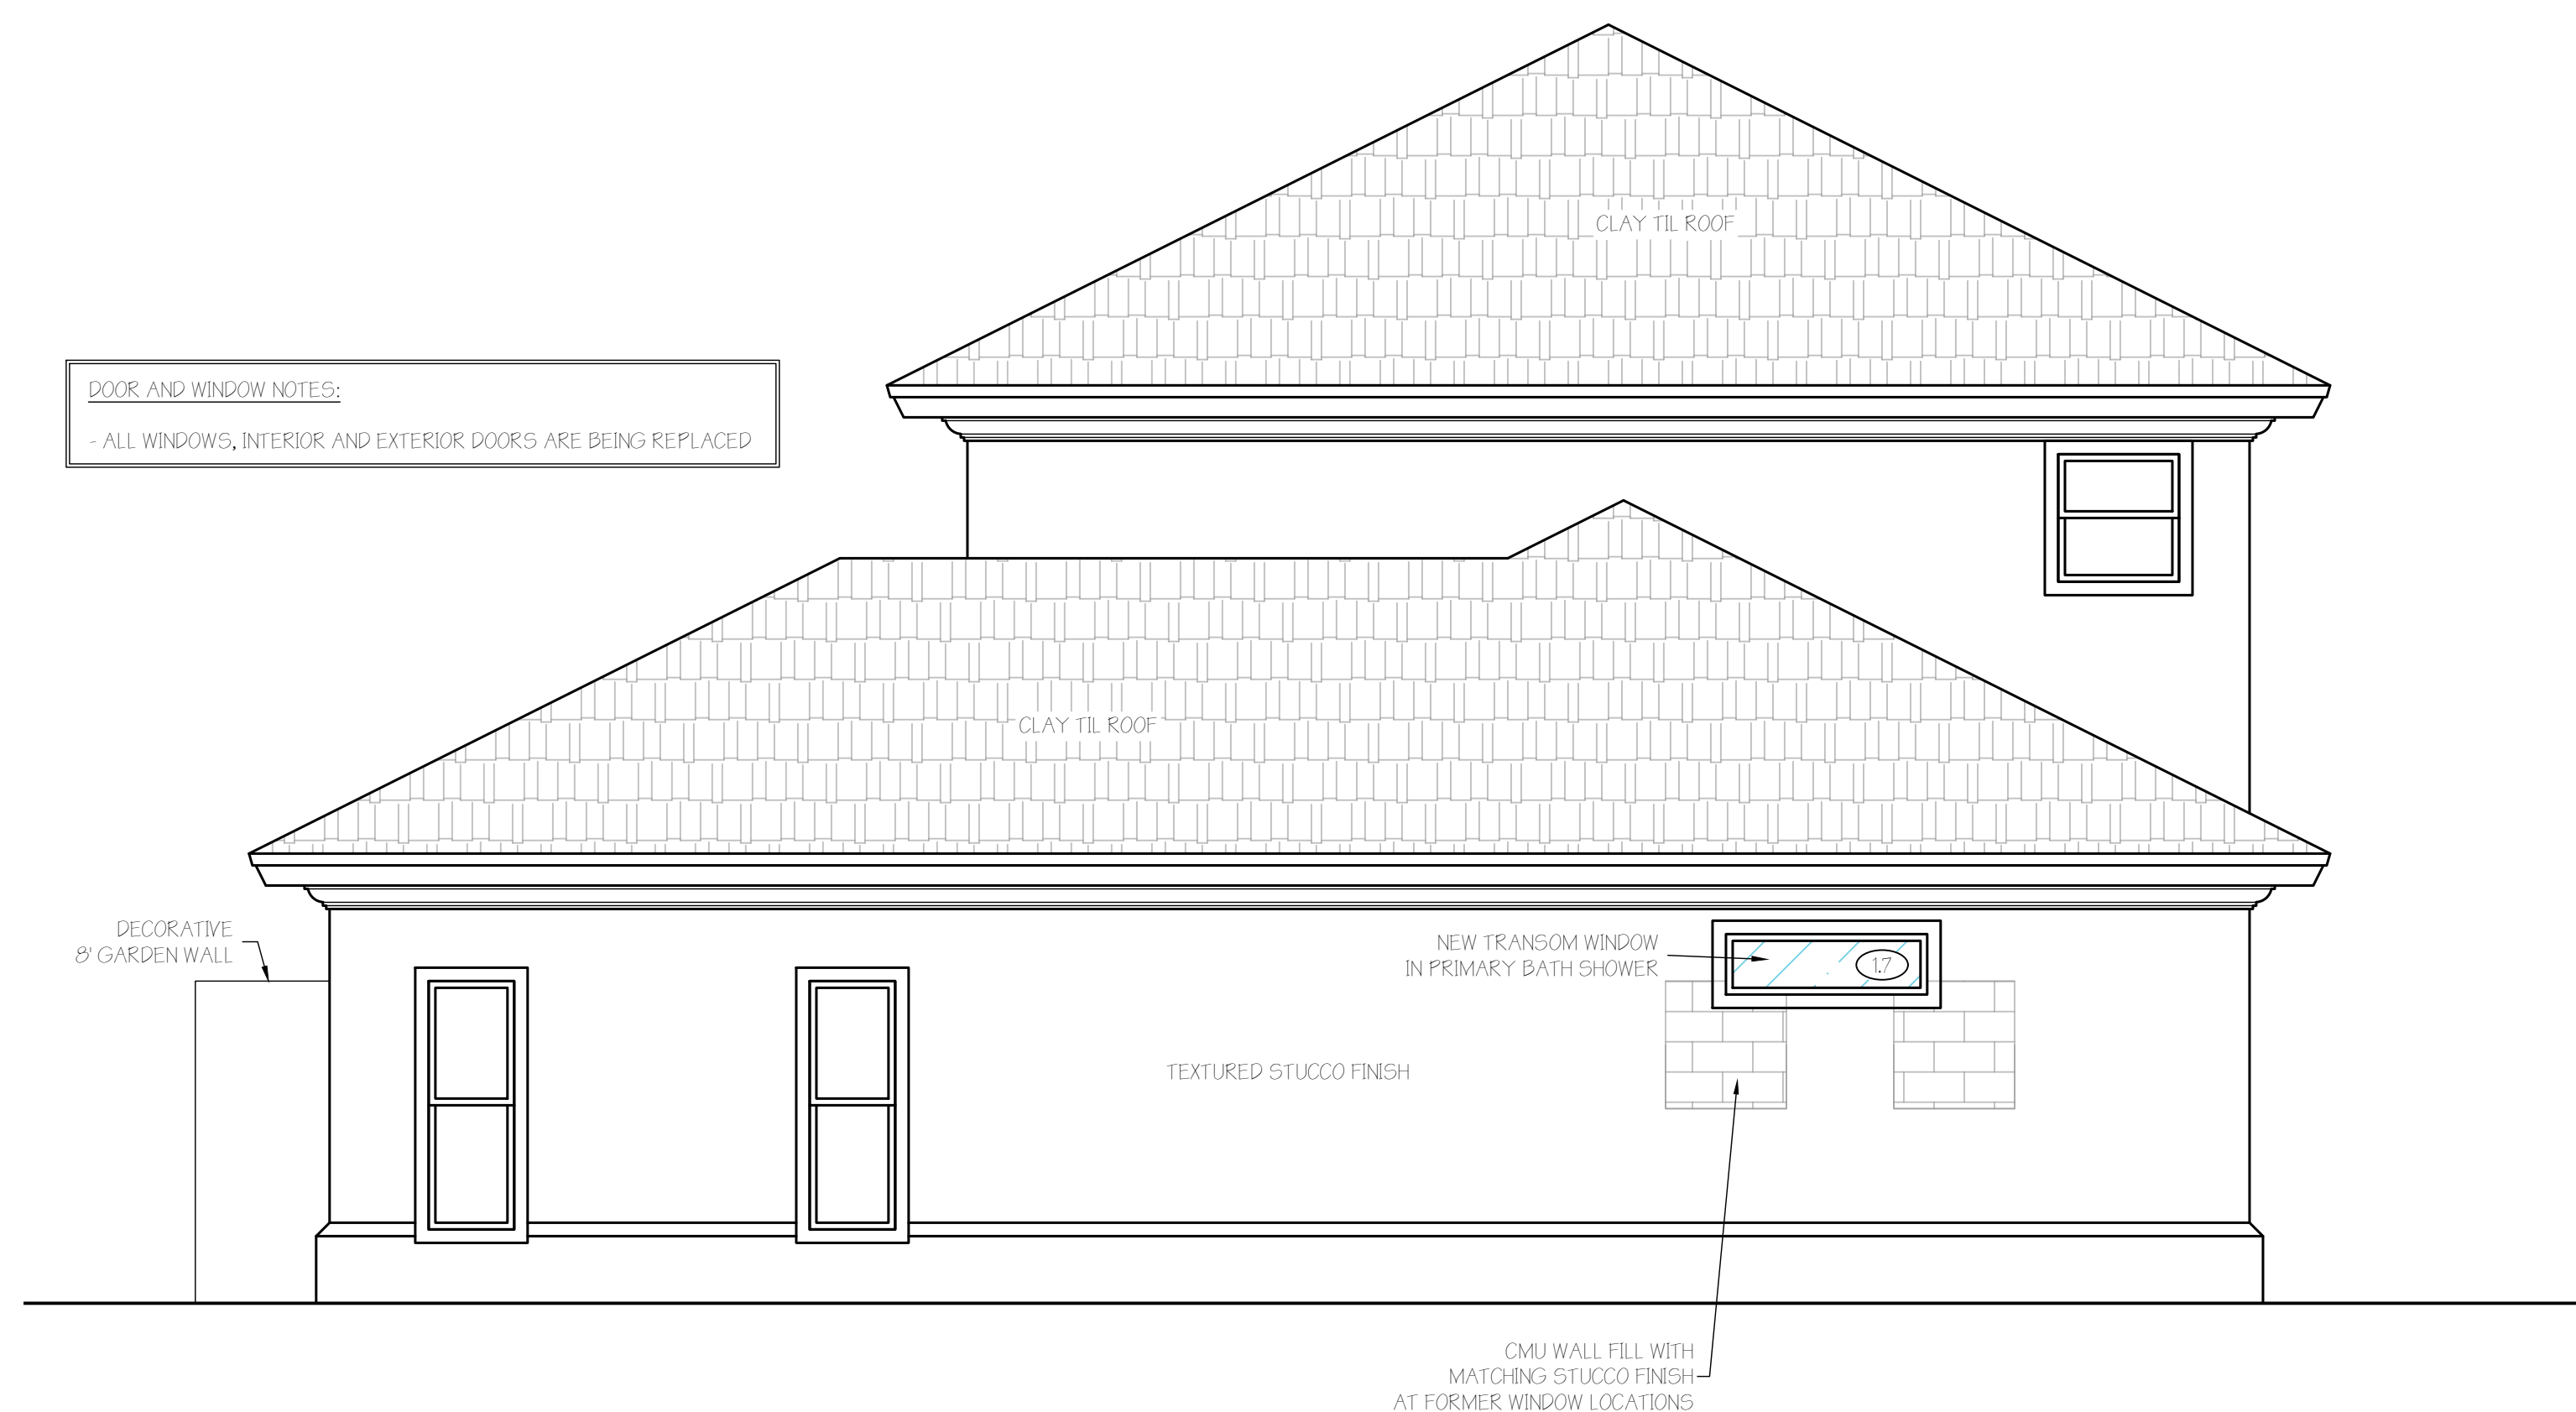 CLAY TIL ROOF
DOOR AND WINDOW NOTES:
- ALL WINDOWS, INTERIOR AND EXTERIOR DOORS ARE BEING REPLACED
CLAY TIL ROOF
DECORATIVE
8' GARDEN WALL
NEW TRANSOM WINDOW
IN PRIMARY BATH SHOWER
1.7
TEXTURED STUCCO FINISH
CMU WALL FILL WITH
MATCHING STUCCO FINISH
AT FORMER WINDOW LOCATIONS